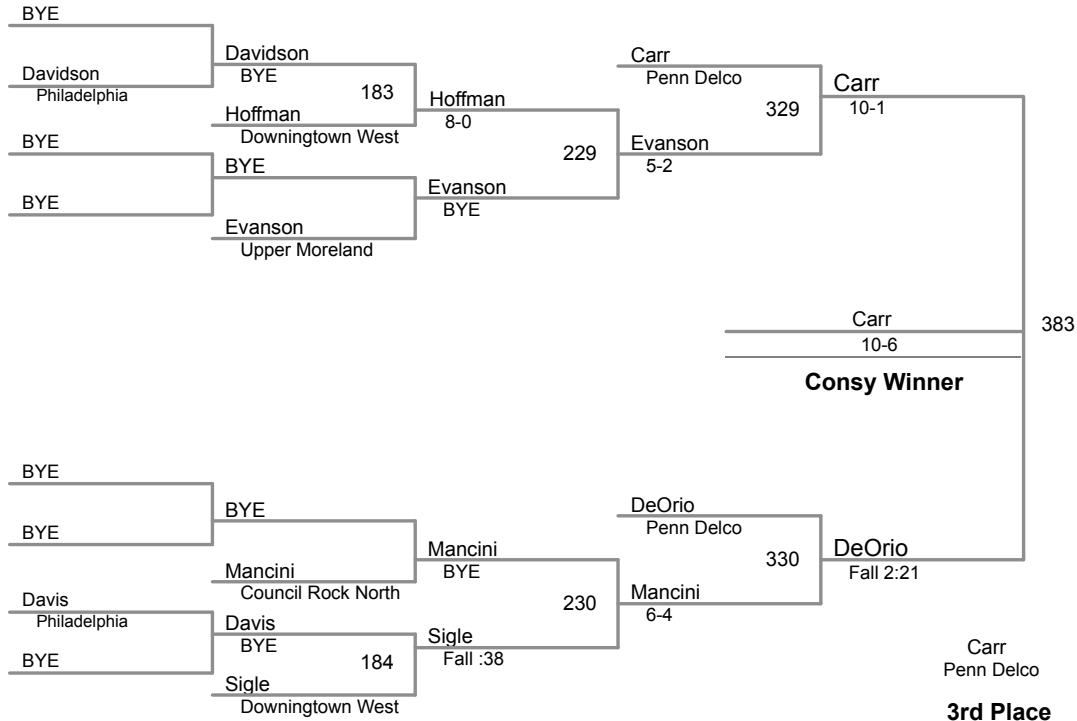 BYE
Davidson
Philadelphia
BYE
BYE
Davidson
BYE
183
Hoffman
Downingtown West
BYE
Evanson
Upper Moreland
Hoffman
8-0
229
Evanson
BYE
Carr
Penn Delco
329
Evanson
5-2
Carr
10-1
Carr
383
10-6
Consy Winner
BYE
BYE
Davis
Philadelphia
BYE
BYE
Mancini
Council Rock North
Davis
BYE
184
Sigle
Downingtown West
Mancini
BYE
230
Sigle
Fall :38
DeOrio
Penn Delco
330
Mancini
6-4
DeOrio
Fall 2:21
Carr
Penn Delco
3rd Place